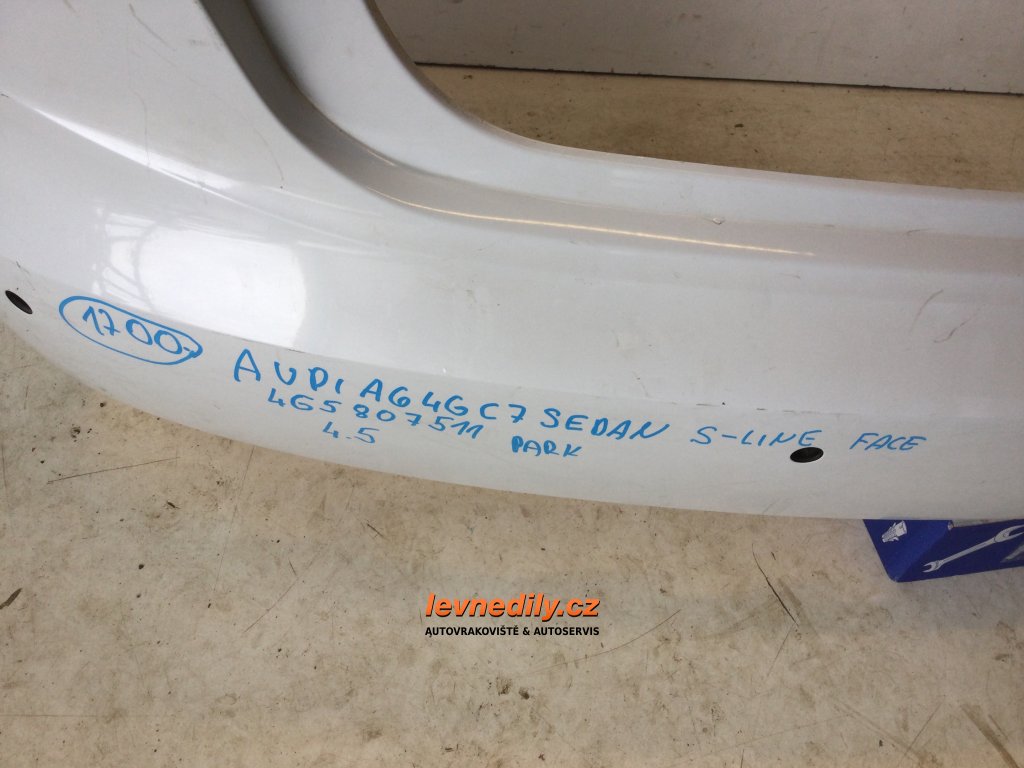 1700,-
AUDI A6 4G C7 SEDAN S-LINE FACE
4G5807511 PARK
4.5
levnedily.cz
AUTOVRAKOVIŠTĚ & AUTOSERVIS